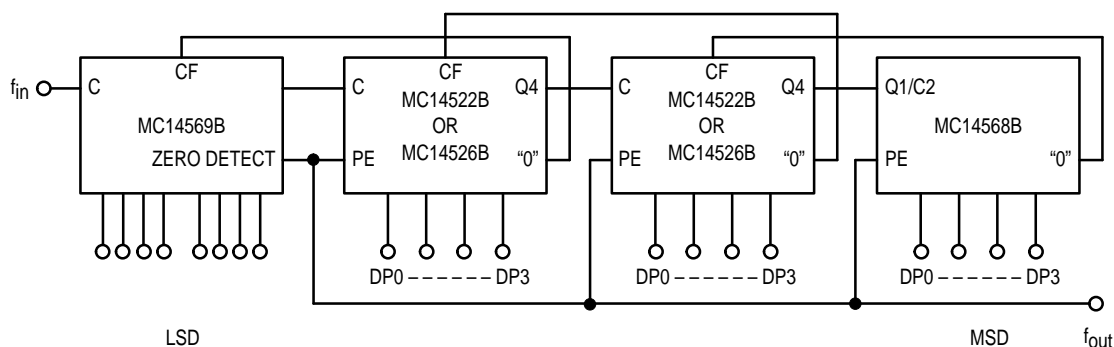 CF CF CF
fin C C Q4 C Q4 Q1/C2
MC14569B
ZERO DETECT
MC14522B
OR
MC14526B
PE "0"
MC14522B
OR
MC14526B
PE "0"
MC14568B
PE "0"
DP0 – – – – – – DP3 DP0 – – – – – – DP3 DP0 – – – – – – DP3
LSD MSD fout